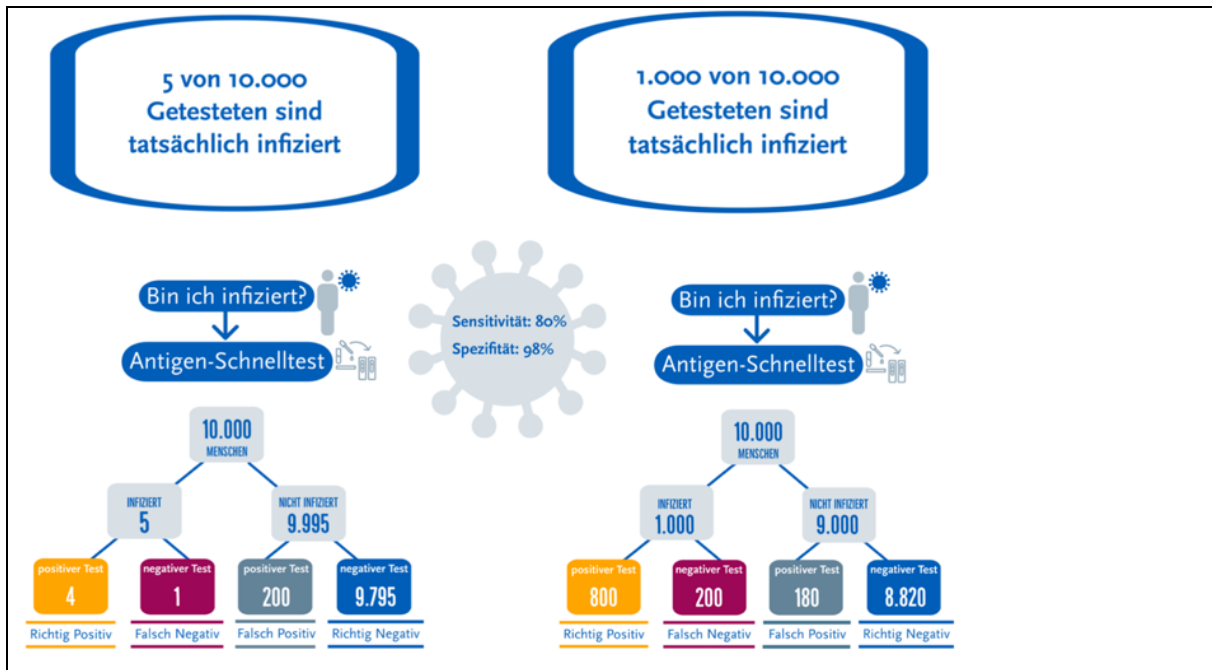 5 von 10.000
Getesteten sind
tatsächlich infiziert
Bin ich infiziert?
Antigen-Schnelltest
10.000
MENSCHEN
INFIZIERT
5
NICHT INFIZIERT
9.995
positiver Test
4
Richtig Positiv
negativer Test
1
Falsch Negativ
positiver Test
200
Falsch Positiv
negativer Test
9.795
Richtig Negativ
Sensitivität: 80%
Spezifität: 98%
1.000 von 10.000
Getesteten sind
tatsächlich infiziert
Bin ich infiziert?
Antigen-Schnelltest
10.000
MENSCHEN
INFIZIERT
1.000
NICHT INFIZIERT
9.000
positiver Test
800
Richtig Positiv
negativer Test
200
Falsch Negativ
positiver Test
180
Falsch Positiv
negativer Test
8.820
Richtig Negativ